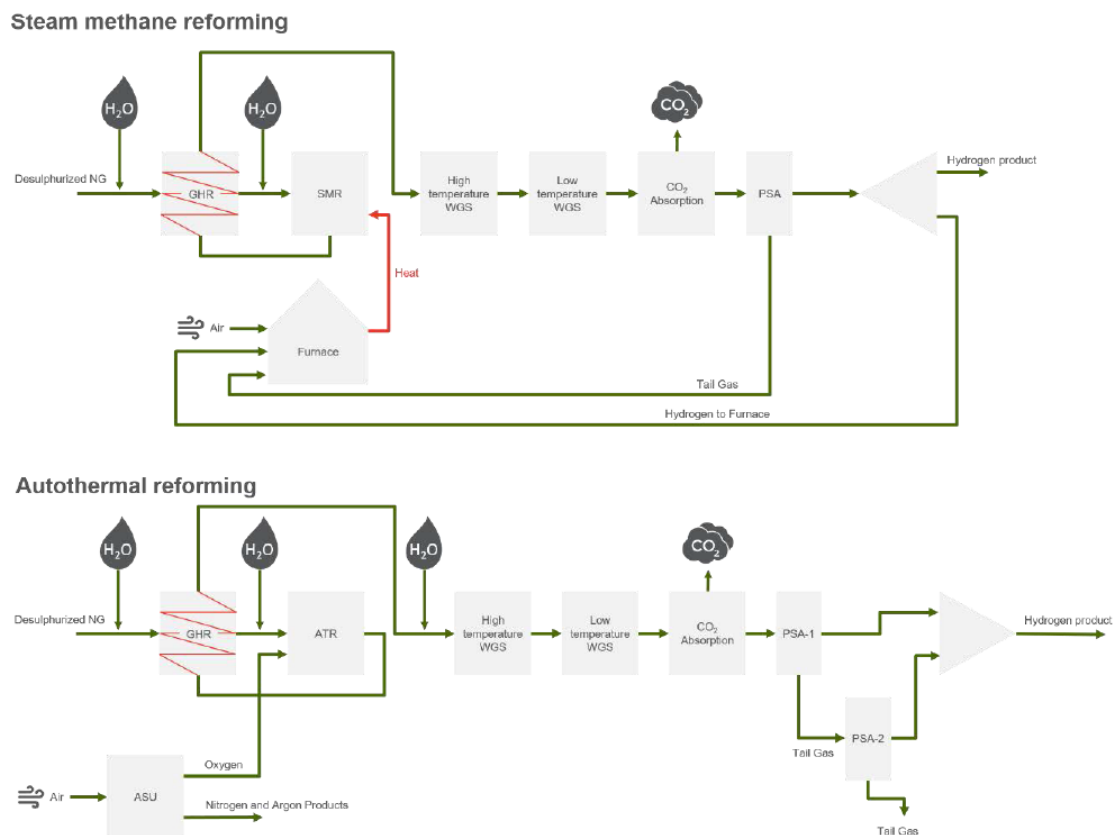 Steam methane reforming
H₂O
H₂O
CO₂
Desulphurized NG
GHR
SMR
High
temperature
WGS
Low
temperature
WGS
CO₂
Absorption
PSA
Hydrogen product
Heat
Air
Furnace
Tail Gas
Hydrogen to Furnace
Autothermal reforming
H₂O
H₂O
H₂O
CO₂
Desulphurized NG
GHR
ATR
High
temperature
WGS
Low
temperature
WGS
CO₂
Absorption
PSA-1
Hydrogen product
PSA-2
Tail Gas
Oxygen
Air
ASU
Nitrogen and Argon Products
Tail Gas